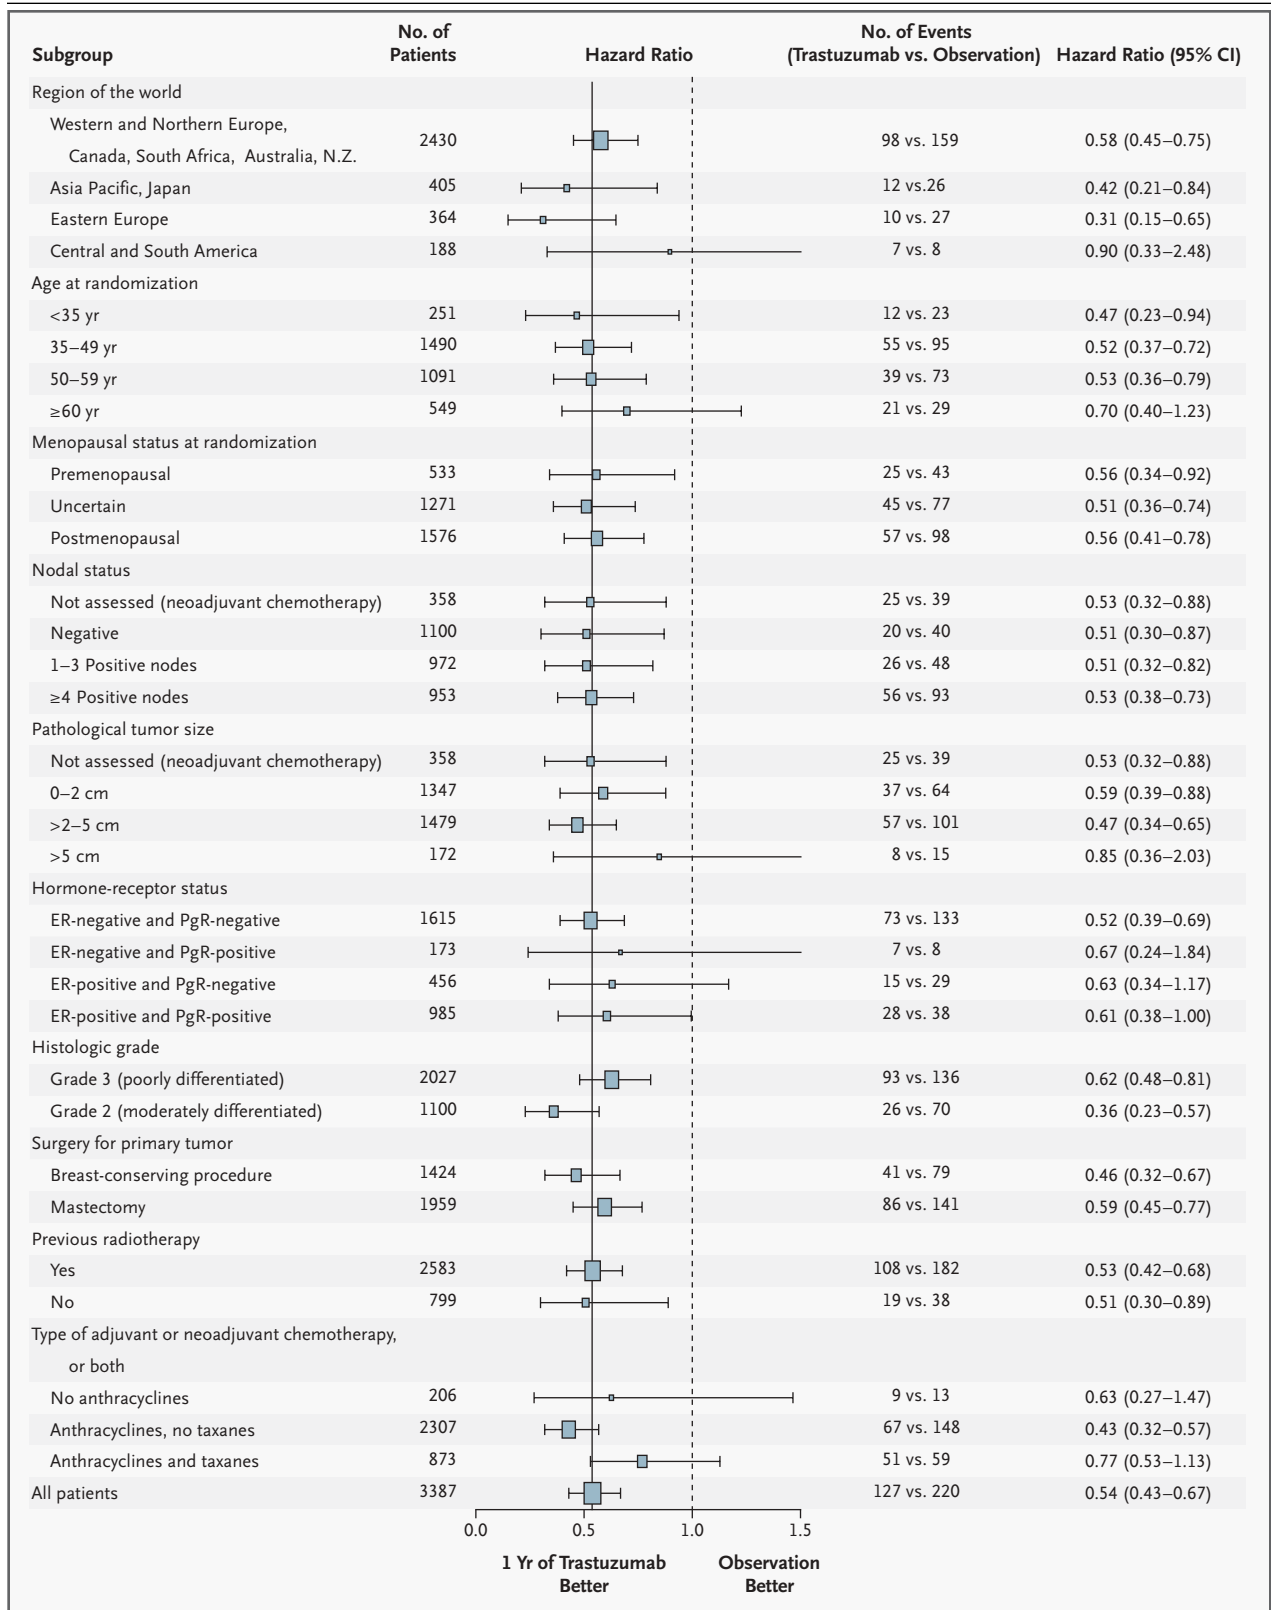 Subgroup No. of Patients Hazard Ratio No. of Events (Trastuzumab vs. Observation) Hazard Ratio (95% CI)
Region of the world
Western and Northern Europe,
Canada, South Africa, Australia, N.Z. 2430 98 vs. 159 0.58 (0.45–0.75)
Asia Pacific, Japan 405 12 vs.26 0.42 (0.21–0.84)
Eastern Europe 364 10 vs. 27 0.31 (0.15–0.65)
Central and South America 188 7 vs. 8 0.90 (0.33–2.48)
Age at randomization
<35 yr 251 12 vs. 23 0.47 (0.23–0.94)
35–49 yr 1490 55 vs. 95 0.52 (0.37–0.72)
50–59 yr 1091 39 vs. 73 0.53 (0.36–0.79)
≥60 yr 549 21 vs. 29 0.70 (0.40–1.23)
Menopausal status at randomization
Premenopausal 533 25 vs. 43 0.56 (0.34–0.92)
Uncertain 1271 45 vs. 77 0.51 (0.36–0.74)
Postmenopausal 1576 57 vs. 98 0.56 (0.41–0.78)
Nodal status
Not assessed (neoadjuvant chemotherapy) 358 25 vs. 39 0.53 (0.32–0.88)
Negative 1100 20 vs. 40 0.51 (0.30–0.87)
1–3 Positive nodes 972 26 vs. 48 0.51 (0.32–0.82)
≥4 Positive nodes 953 56 vs. 93 0.53 (0.38–0.73)
Pathological tumor size
Not assessed (neoadjuvant chemotherapy) 358 25 vs. 39 0.53 (0.32–0.88)
0–2 cm 1347 37 vs. 64 0.59 (0.39–0.88)
>2–5 cm 1479 57 vs. 101 0.47 (0.34–0.65)
>5 cm 172 8 vs. 15 0.85 (0.36–2.03)
Hormone-receptor status
ER-negative and PgR-negative 1615 73 vs. 133 0.52 (0.39–0.69)
ER-negative and PgR-positive 173 7 vs. 8 0.67 (0.24–1.84)
ER-positive and PgR-negative 456 15 vs. 29 0.63 (0.34–1.17)
ER-positive and PgR-positive 985 28 vs. 38 0.61 (0.38–1.00)
Histologic grade
Grade 3 (poorly differentiated) 2027 93 vs. 136 0.62 (0.48–0.81)
Grade 2 (moderately differentiated) 1100 26 vs. 70 0.36 (0.23–0.57)
Surgery for primary tumor
Breast-conserving procedure 1424 41 vs. 79 0.46 (0.32–0.67)
Mastectomy 1959 86 vs. 141 0.59 (0.45–0.77)
Previous radiotherapy
Yes 2583 108 vs. 182 0.53 (0.42–0.68)
No 799 19 vs. 38 0.51 (0.30–0.89)
Type of adjuvant or neoadjuvant chemotherapy,
or both
No anthracyclines 206 9 vs. 13 0.63 (0.27–1.47)
Anthracyclines, no taxanes 2307 67 vs. 148 0.43 (0.32–0.57)
Anthracyclines and taxanes 873 51 vs. 59 0.77 (0.53–1.13)
All patients 3387 127 vs. 220 0.54 (0.43–0.67)
0.0 0.5 1.0 1.5
1 Yr of Trastuzumab Better Observation Better